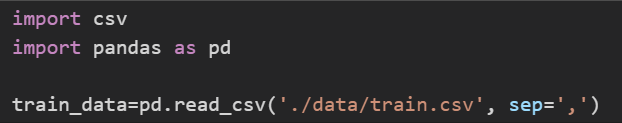 import csv
import pandas as pd
train_data=pd.read_csv('./data/train.csv', sep=',')